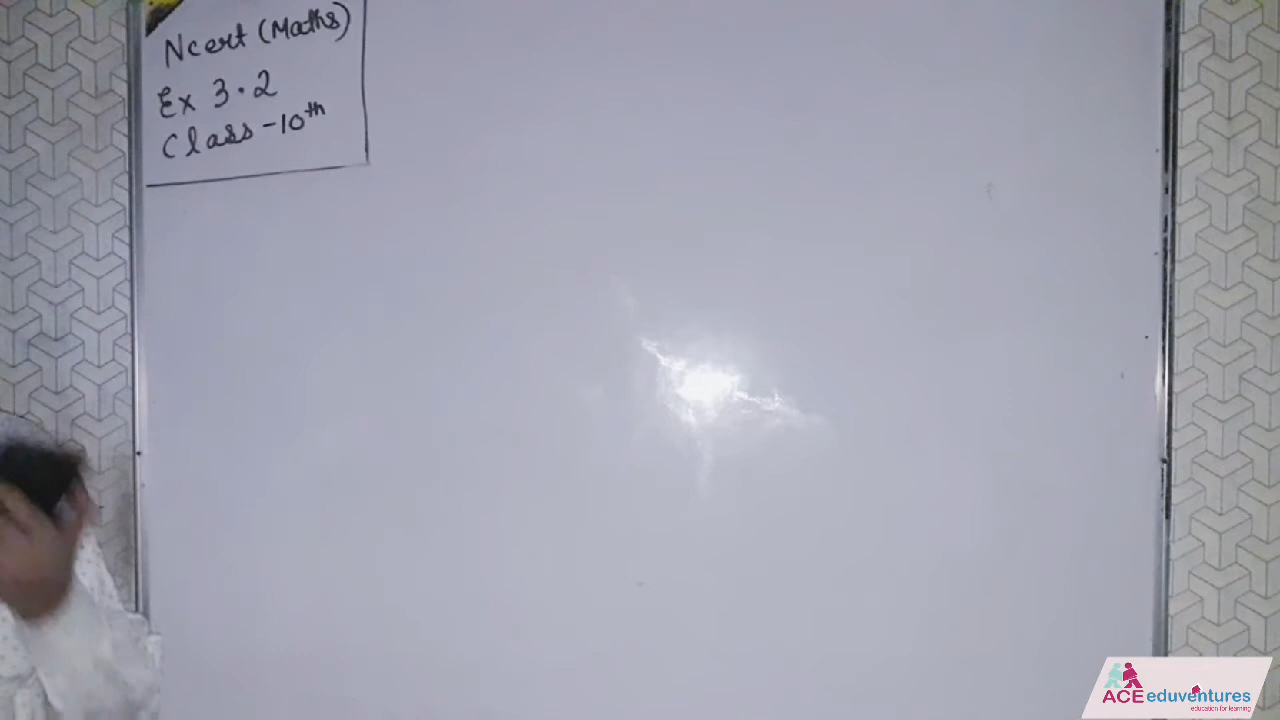 Ncert (Maths)
Ex 3.2
Class-10th
ACE eduventures
education for learning